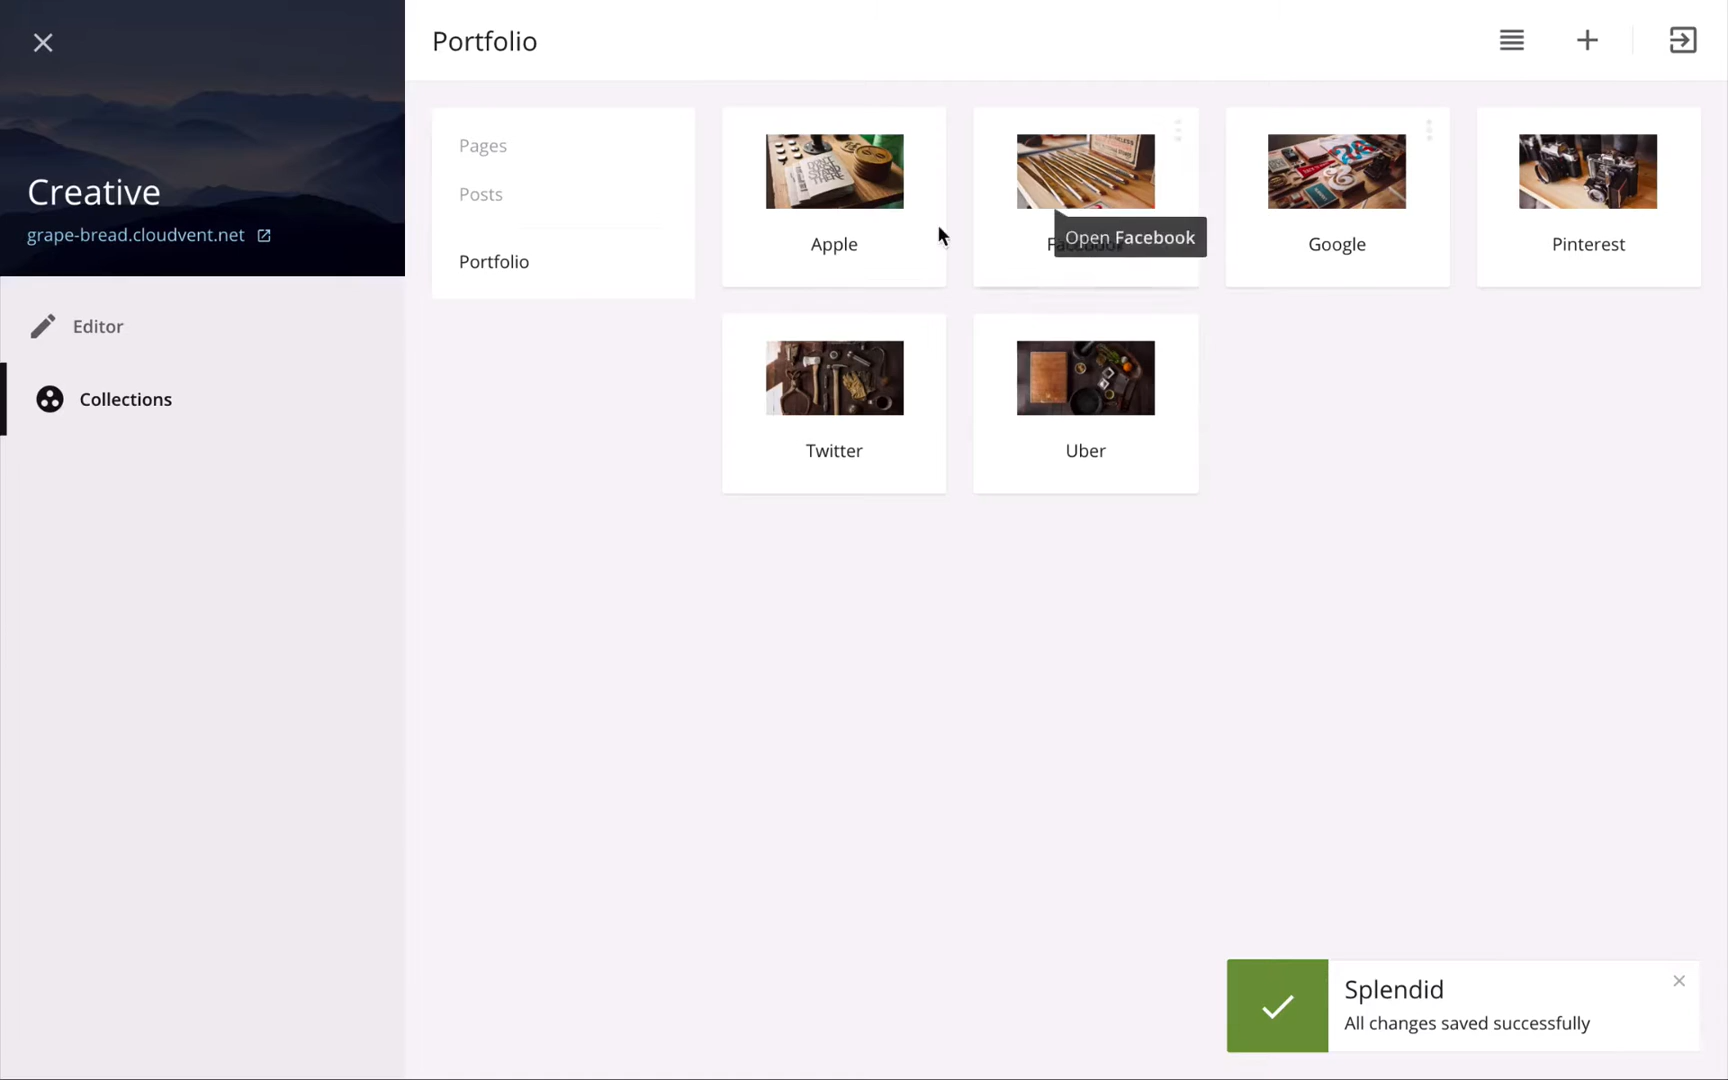 Creative
grape-bread.cloudvent.net
Editor
Collections
Portfolio
Pages
Posts
Portfolio
Apple
Open Facebook
Google
Pinterest
Twitter
Uber
Splendid
All changes saved successfully